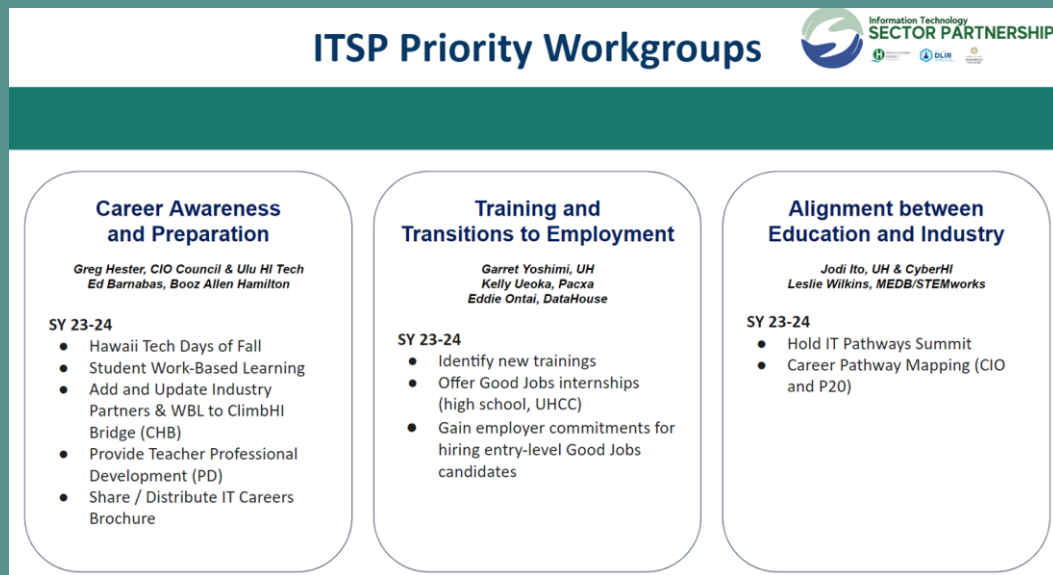 ITSP Priority Workgroups
Information Technology
SECTOR PARTNERSHIP
DLIR
Career Awareness
and Preparation
Greg Hester, CIO Council & Ulu HI Tech
Ed Barnabas, Booz Allen Hamilton
SY 23-24
● Hawaii Tech Days of Fall
● Student Work-Based Learning
● Add and Update Industry
Partners & WBL to ClimbHI
Bridge (CHB)
● Provide Teacher Professional
Development (PD)
● Share / Distribute IT Careers
Brochure
Training and
Transitions to Employment
Garret Yoshimi, UH
Kelly Ueoka, Pacxa
Eddie Ontai, DataHouse
SY 23-24
● Identify new trainings
● Offer Good Jobs internships
(high school, UHCC)
● Gain employer commitments for
hiring entry-level Good Jobs
candidates
Alignment between
Education and Industry
Jodi Ito, UH & CyberHI
Leslie Wilkins, MEDB/STEMworks
SY 23-24
● Hold IT Pathways Summit
● Career Pathway Mapping (CIO
and P20)